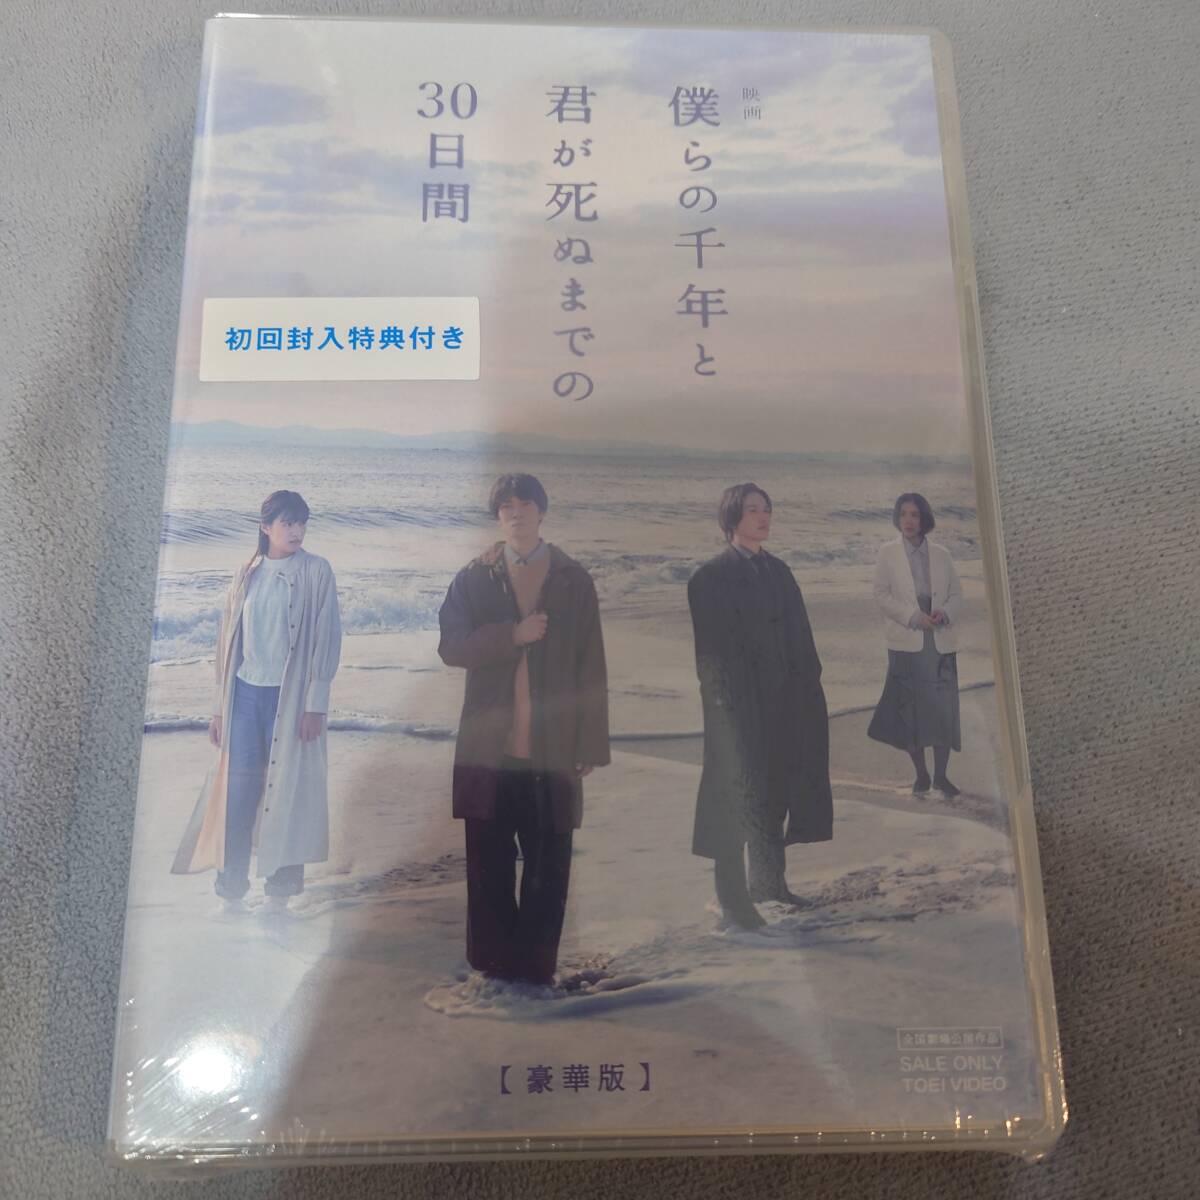 映画
僕らの千年と
君が死ぬまでの
30日間
初回封入特典付き
【豪華版】
全国劇場公開作品
SALE ONLY
TOEI VIDEO